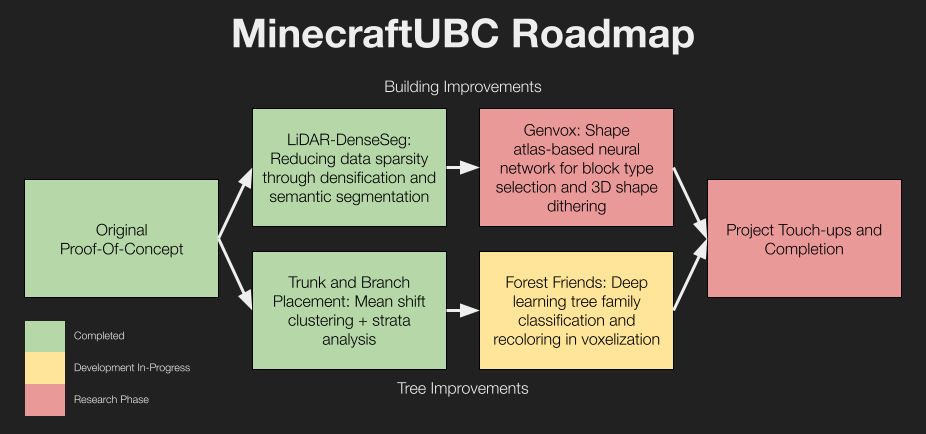 MinecraftUBC Roadmap
Building Improvements
LiDAR-DenseSeg:
Reducing data sparsity
through densification and
semantic segmentation
Genvox: Shape
atlas-based neural
network for block type
selection and 3D shape
dithering
Original
Proof-Of-Concept
Project Touch-ups and
Completion
Trunk and Branch
Placement: Mean shift
clustering + strata
analysis
Forest Friends: Deep
learning tree family
classification and
recoloring in voxelization
Tree Improvements
Completed
Development In-Progress
Research Phase